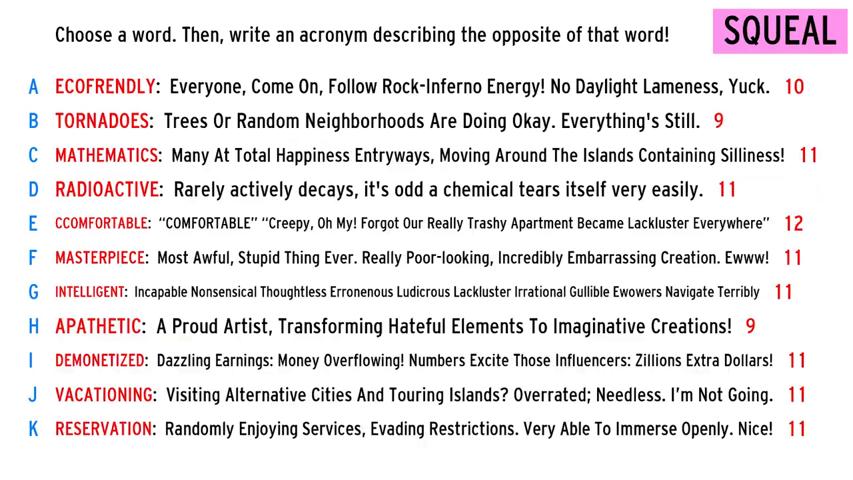 Choose a word. Then, write an acronym describing the opposite of that word!
SQUEAL
A ECOFRENDLY: Everyone, Come On, Follow Rock-Inferno Energy! No Daylight Lameness, Yuck. 10
B TORNADOES: Trees Or Random Neighborhoods Are Doing Okay. Everything's Still. 9
C MATHEMATICS: Many At Total Happiness Entryways, Moving Around The Islands Containing Silliness! 11
D RADIOACTIVE: Rarely actively decays, it's odd a chemical tears itself very easily. 11
E CCOMFORTABLE: “COMFORTABLE” “Creepy, Oh My! Forgot Our Really Trashy Apartment Became Lackluster Everywhere” 12
F MASTERPIECE: Most Awful, Stupid Thing Ever. Really Poor-looking, Incredibly Embarrassing Creation. Ewww! 11
G INTELLIGENT: Incapable Nonsensical Thoughtless Erronenous Ludicrous Lackluster Irrational Gullible Ewowers Navigate Terribly 11
H APATHETIC: A Proud Artist, Transforming Hateful Elements To Imaginative Creations! 9
I DEMONETIZED: Dazzling Earnings: Money Overflowing! Numbers Excite Those Influencers: Zillions Extra Dollars! 11
J VACATIONING: Visiting Alternative Cities And Touring Islands? Overrated; Needless. I'm Not Going. 11
K RESERVATION: Randomly Enjoying Services, Evading Restrictions. Very Able To Immerse Openly. Nice! 11